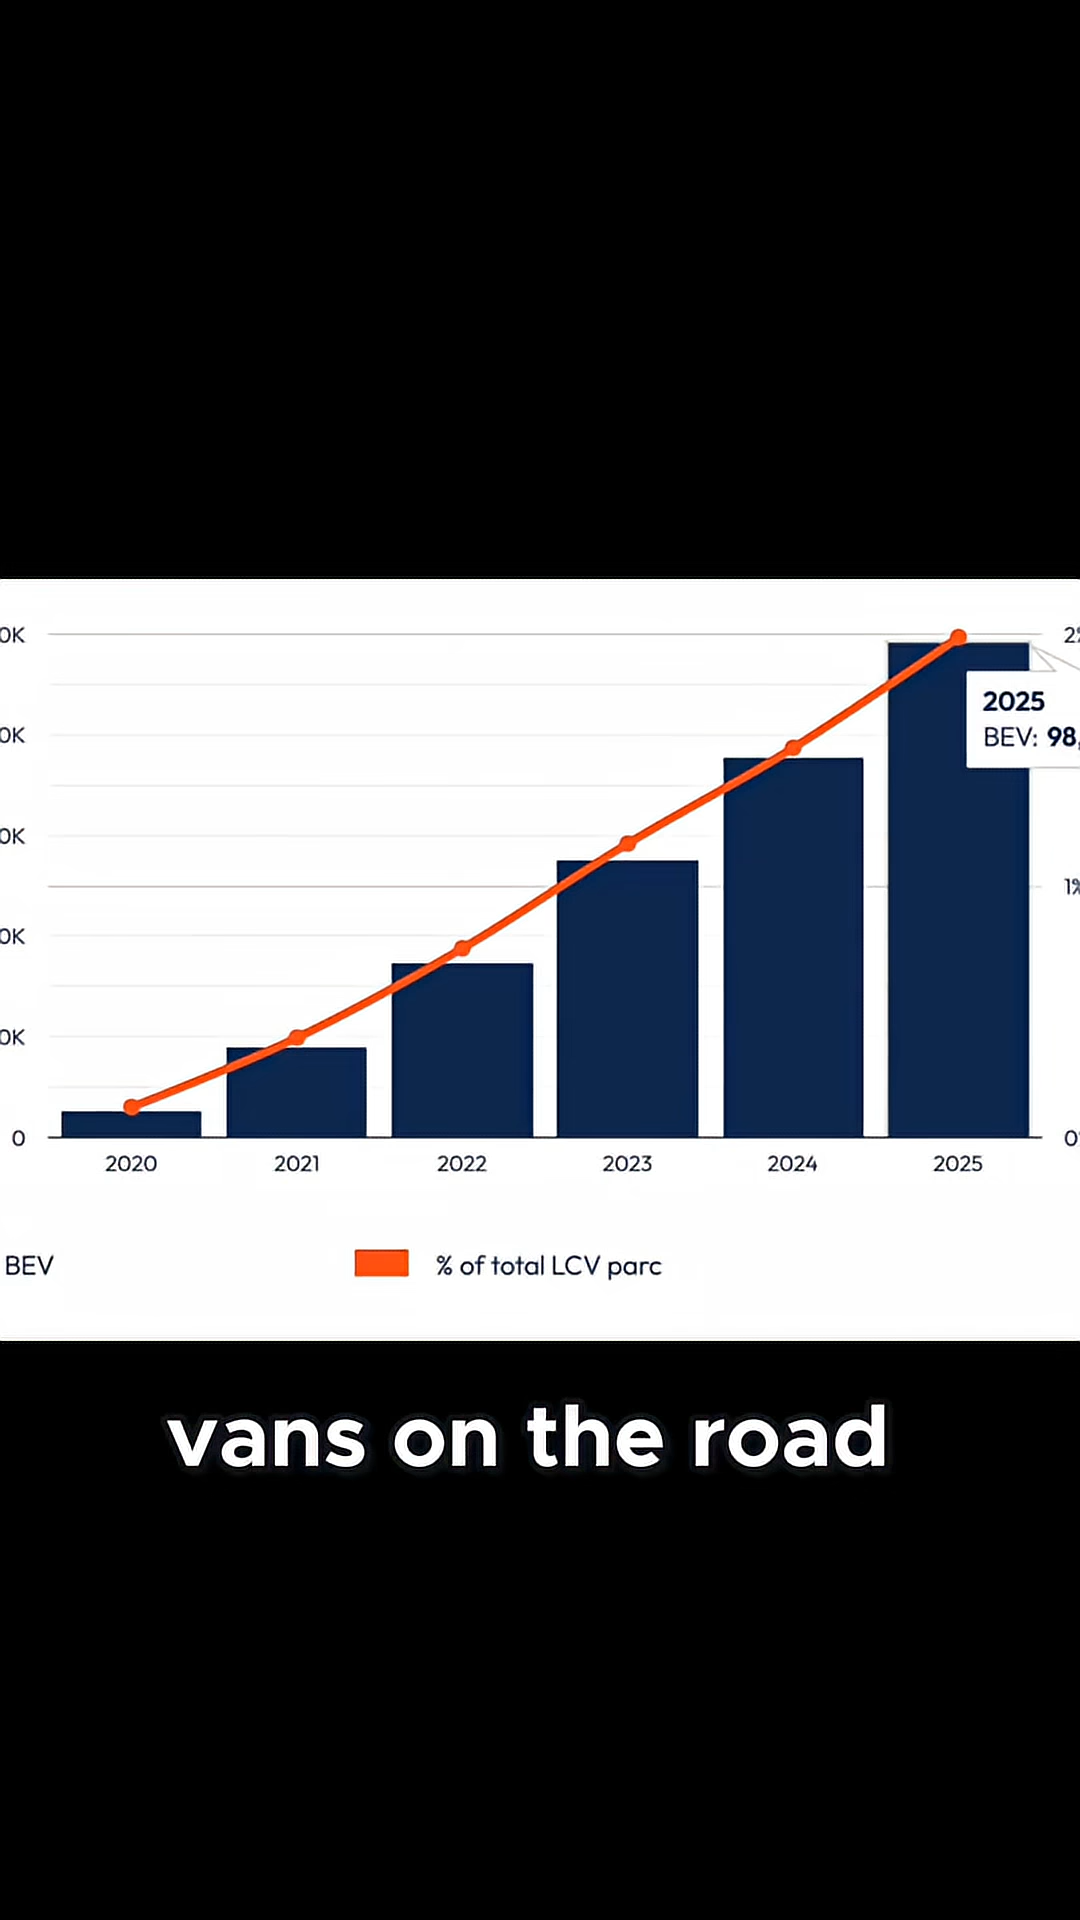 0K
2%
2025
BEV: 98,
0K
0K
1%
0K
0K
0
0%
2020 2021 2022 2023 2024 2025
BEV % of total LCV parc
vans on the road